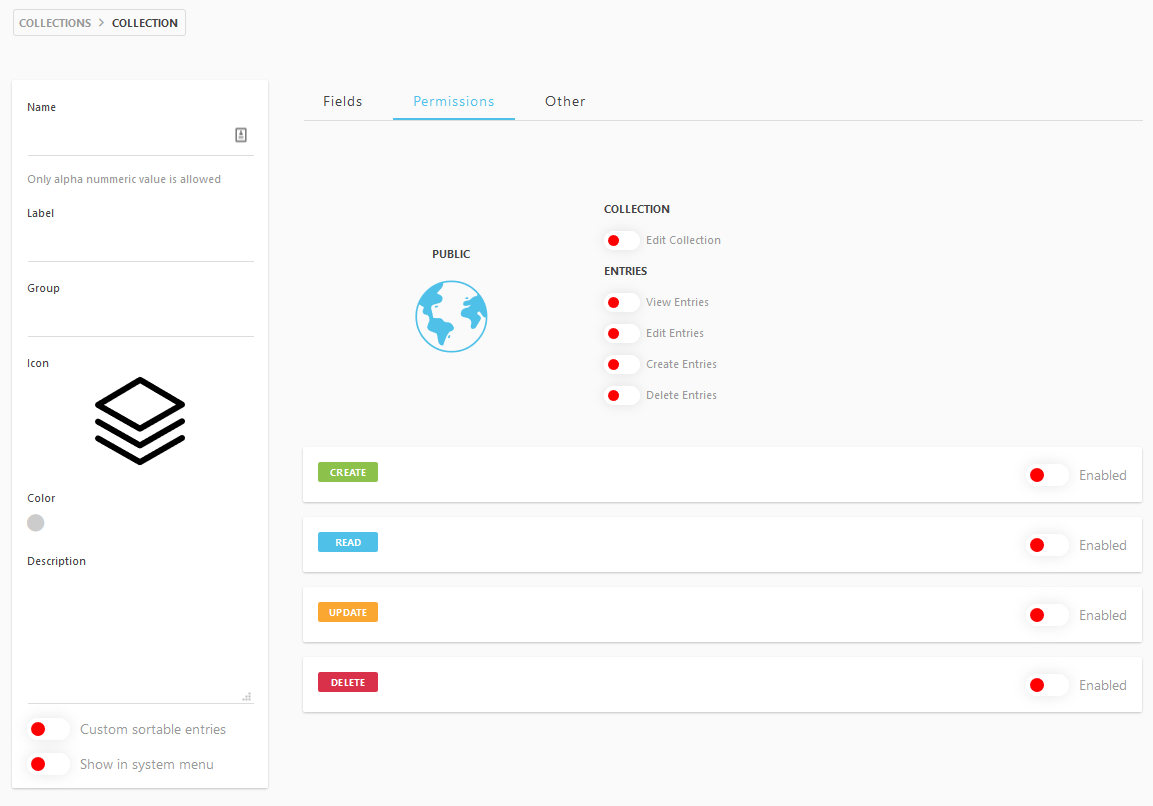 COLLECTIONS > COLLECTION
Name
Only alpha nummeric value is allowed
Label
Group
Icon
Color
Description
Custom sortable entries
Show in system menu
Fields Permissions Other
PUBLIC
COLLECTION
Edit Collection
ENTRIES
View Entries
Edit Entries
Create Entries
Delete Entries
CREATE Enabled
READ Enabled
UPDATE Enabled
DELETE Enabled